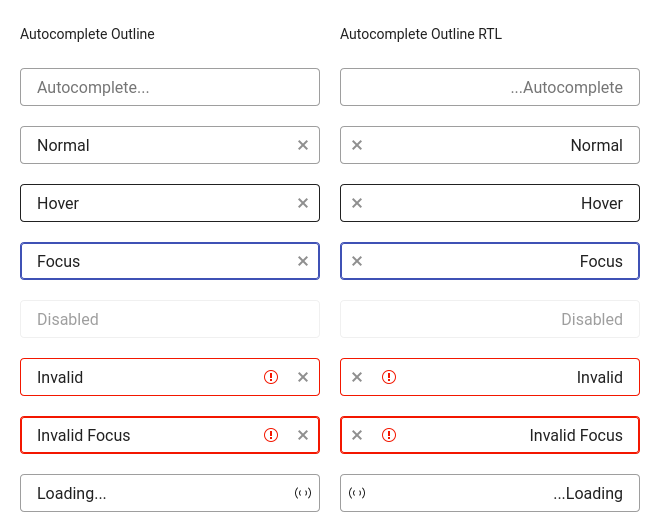 Autocomplete Outline
Autocomplete...
Normal
Hover
Focus
Disabled
Invalid
Invalid Focus
Loading...
Autocomplete Outline RTL
...Autocomplete
Normal
Hover
Focus
Disabled
Invalid
Invalid Focus
...Loading